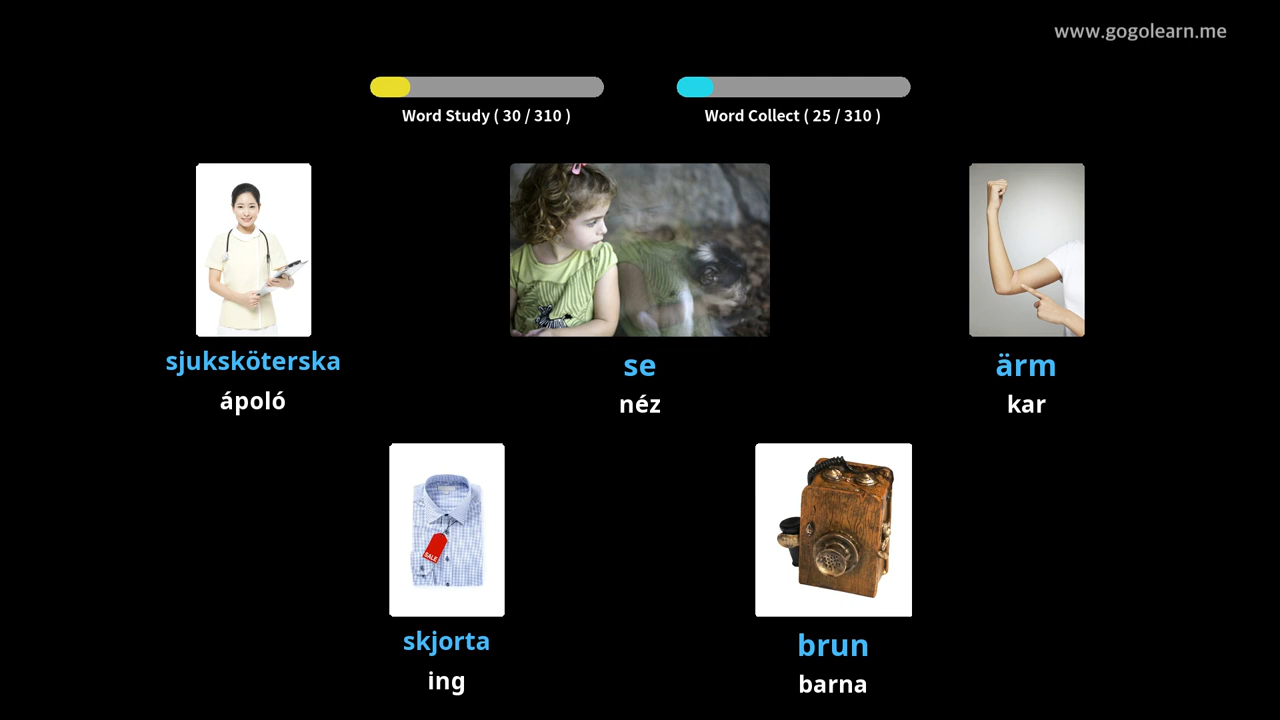 www.gogolearn.me
Word Study ( 30 / 310 )
Word Collect ( 25 / 310 )
sjuksköterska
ápoló
se
néz
ärm
kar
SALE
skjorta
ing
brun
barna